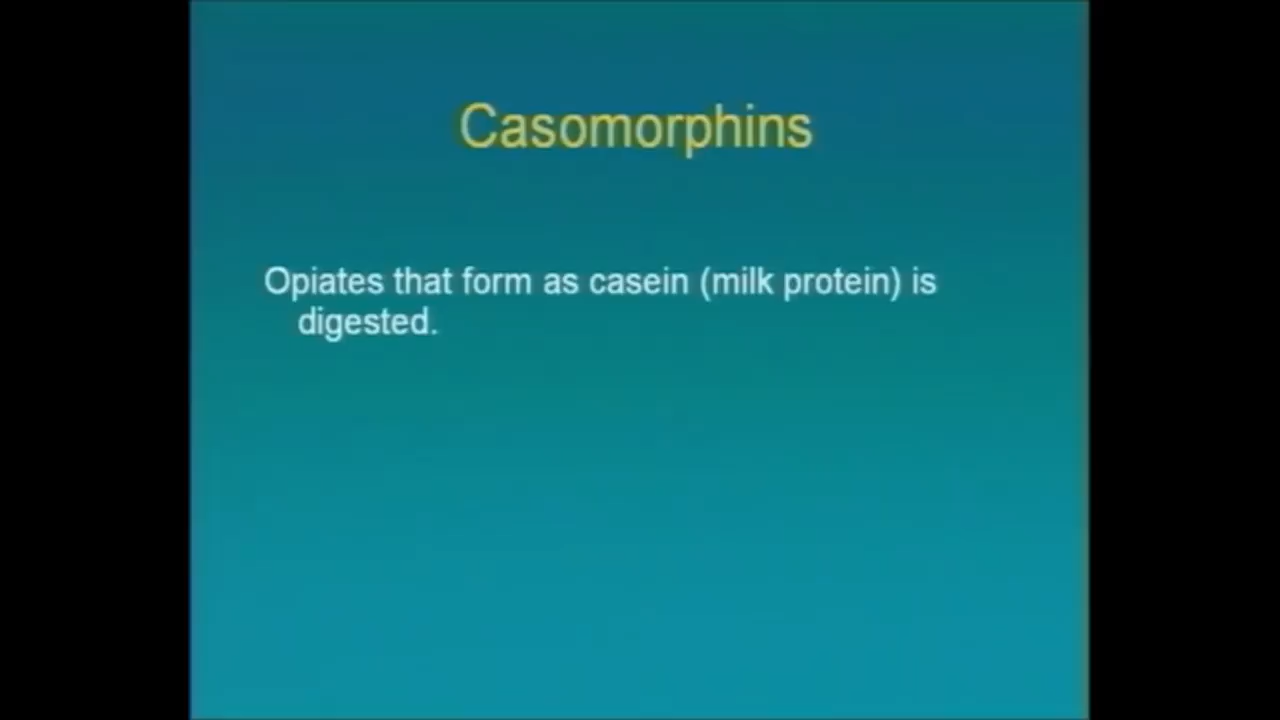 Casomorphins
Opiates that form as casein (milk protein) is
digested.